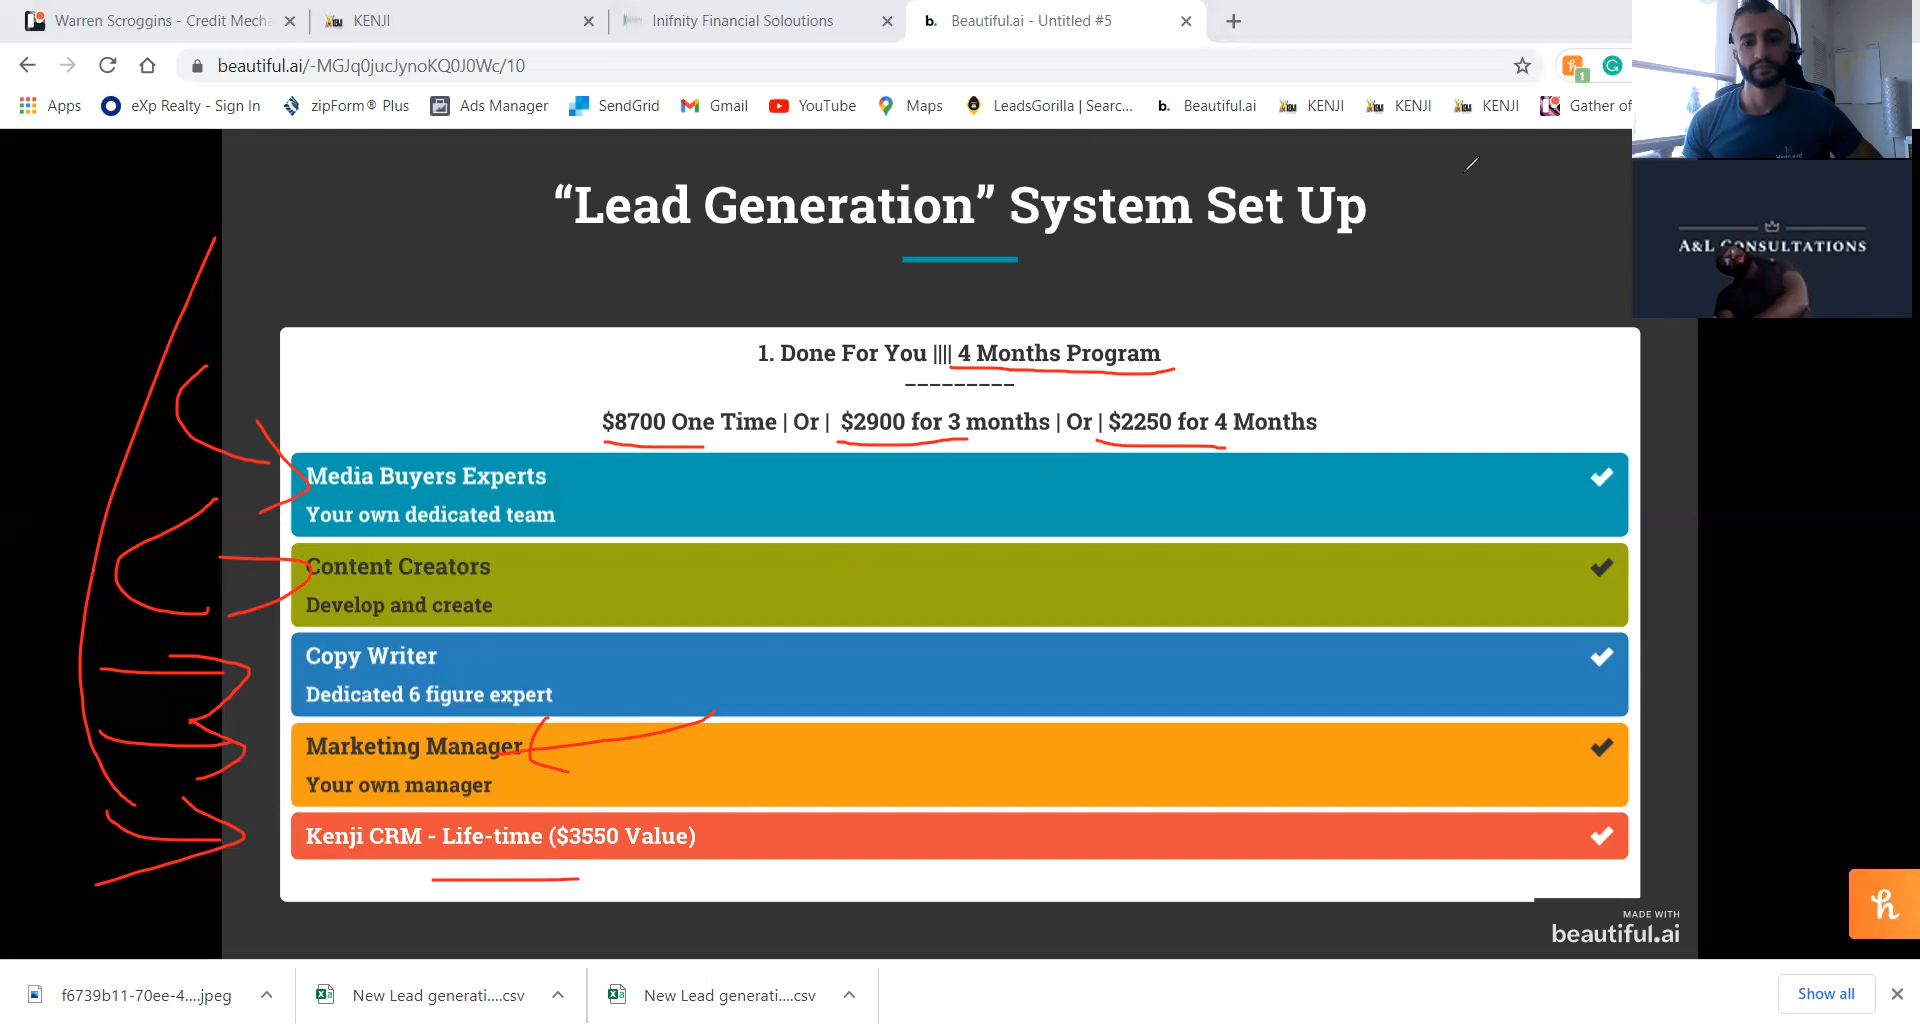 Warren Scroggins - Credit Mech
KENJI
Inifnity Financial Soloutions
b. Beautiful.ai - Untitled #5
beautiful.ai/-MGJq0jucJynoKQ0J0Wc/10
1
Apps
eXp Realty - Sign In
zipForm® Plus
Ads Manager
SendGrid
Gmail
YouTube
Maps
LeadsGorilla | Searc...
b. Beautiful.ai
KENJI
KENJI
KENJI
Gather of
A&L CONSULTATIONS
“Lead Generation” System Set Up
1. Done For You |||| 4 Months Program
_________
$8700 One Time | Or | $2900 for 3 months | Or | $2250 for 4 Months
Media Buyers Experts
Your own dedicated team
Content Creators
Develop and create
Copy Writer
Dedicated 6 figure expert
Marketing Manager
Your own manager
Kenji CRM - Life-time ($3550 Value)
MADE WITH
beautiful.ai
h
f6739b11-70ee-4....jpeg
New Lead generati....csv
New Lead generati....csv
Show all